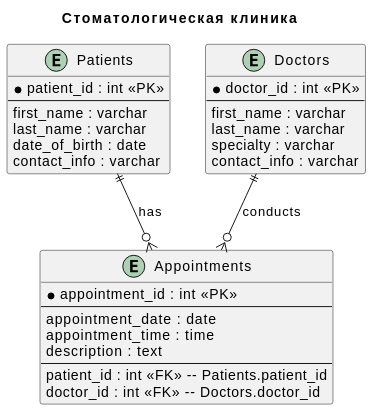 Стоматологическая клиника
E Patients
● patient_id : int «PK»
first_name : varchar
last_name : varchar
date_of_birth : date
contact_info : varchar
E Doctors
● doctor_id : int «PK»
first_name : varchar
last_name : varchar
specialty : varchar
contact_info : varchar
has
conducts
E Appointments
● appointment_id : int «PK»
appointment_date : date
appointment_time : time
description : text
patient_id : int «FK» -- Patients.patient_id
doctor_id : int «FK» -- Doctors.doctor_id